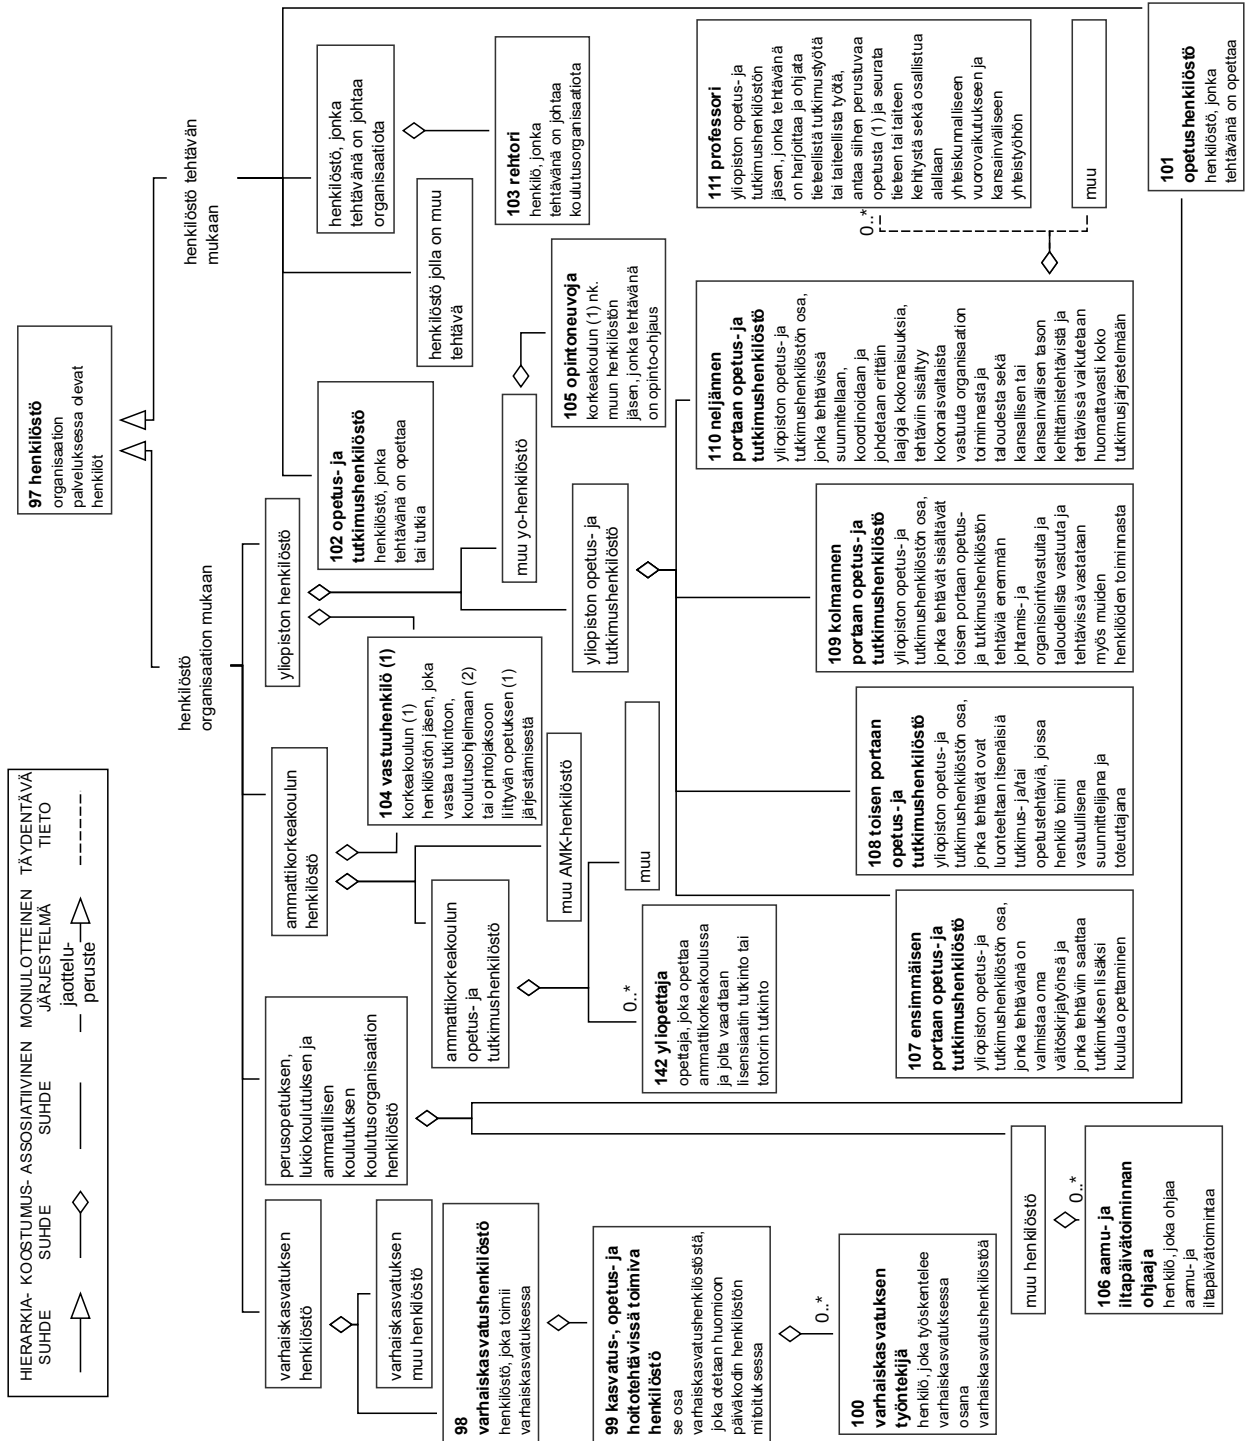 HIERARKIA- KOOSTUMUS- ASSOSIATIIVINEN MONIULOTTEINEN TÄYDENTÄVÄ
SUHDE SUHDE SUHDE JÄRJESTELMÄ TIETO
jaottelu-
peruste
97 henkilöstö
organisaation
palveluksessa olevat
henkilöt
henkilöstö
organisaation mukaan
henkilöstö tehtävän
mukaan
varhaiskasvatuksen
henkilöstö
perusopetuksen,
lukiokoulutuksen ja
ammatillisen
koulutuksen
koulutusorganisaation
henkilöstö
ammattikorkeakoulun
henkilöstö
yliopiston henkilöstö
102 opetus- ja
tutkimushenkilöstö
henkilöstö, jonka
tehtävänä on opettaa
tai tutkia
henkilöstö jolla on muu
tehtävä
henkilöstö, jonka
tehtävänä on johtaa
organisaatiota
103 rehtori
henkilö, jonka
tehtävänä on johtaa
koulutusorganisaatiota
varhaiskasvatuksen
muu henkilöstö
98
varhaiskasvatushenkilöstö
henkilöstö, joka toimii
varhaiskasvatuksessa
104 vastuuhenkilö (1)
korkeakoulun (1)
henkilöstön jäsen, joka
vastaa tutkintoon,
koulutusohjelmaan (2)
tai opintojaksoon
liittyvän opetuksen (1)
järjestämisestä
ammattikorkeakoulun
opetus- ja
tutkimushenkilöstö
muu AMK-henkilöstö
muu yo-henkilöstö
105 opintoneuvoja
korkeakoulun (1) nk.
muun henkilöstön
jäsen, jonka tehtävänä
on opinto-ohjaus
yliopiston opetus- ja
tutkimushenkilöstö
99 kasvatus-, opetus- ja
hoitotehtävissä toimiva
henkilöstö
se osa
varhaiskasvatushenkilöstöstä,
joka otetaan huomioon
päiväkodin henkilöstön
mitoituksessa
0..*
142 yliopettaja
opettaja, joka opettaa
ammattikorkeakoulussa
ja jolta vaaditaan
lisensiaatin tutkinto tai
tohtorin tutkinto
muu
0..*
100
varhaiskasvatuksen
työntekijä
henkilö, joka työskentelee
varhaiskasvatuksessa
osana
varhaiskasvatushenkilöstöä
107 ensimmäisen
portaan opetus- ja
tutkimushenkilöstö
yliopiston opetus- ja
tutkimushenkilöstön osa,
jonka tehtävänä on
valmistaa oma
väitöskirjatyönsä ja
jonka tehtäviin saattaa
tutkimuksen lisäksi
kuulua opettaminen
108 toisen portaan
opetus- ja
tutkimushenkilöstö
yliopiston opetus- ja
tutkimushenkilöstön osa,
jonka tehtävät ovat
luonteeltaan itsenäisiä
tutkimus- ja/tai
opetustehtäviä, joissa
henkilö toimii
vastuullisena
suunnittelijana ja
toteuttajana
109 kolmannen
portaan opetus- ja
tutkimushenkilöstö
yliopiston opetus- ja
tutkimushenkilöstön osa,
jonka tehtävät sisältävät
toisen portaan opetus-
ja tutkimushenkilöstön
tehtäviä enemmän
johtamis- ja
organisointivastuita ja
taloudellista vastuuta ja
tehtävissä vastataan
myös muiden
henkilöiden toiminnasta
110 neljännen
portaan opetus- ja
tutkimushenkilöstö
yliopiston opetus- ja
tutkimushenkilöstön osa,
jonka tehtävissä
suunnitellaan,
koordinoidaan ja
johdetaan erittäin
laajoja kokonaisuuksia,
tehtäviin sisältyy
kokonaisvaltaista
vastuuta organisaation
toiminnasta ja
taloudesta sekä
kansallisen tai
kansainvälisen tason
kehittämistehtävistä ja
tehtävissä vaikutetaan
huomattavasti koko
tutkimusjärjestelmään
0..*
111 professori
yliopiston opetus- ja
tutkimushenkilöstön
jäsen, jonka tehtävänä
on harjoittaa ja ohjata
tieteellistä tutkimustyötä
tai taiteellista työtä,
antaa siihen perustuvaa
opetusta (1) ja seurata
tieteen tai taiteen
kehitystä sekä osallistua
alallaan
yhteiskunnalliseen
vuorovaikutukseen ja
kansainväliseen
yhteistyöhön
muu
muu henkilöstö
0..*
106 aamu- ja
iltapäivätoiminnan
ohjaaja
henkilö, joka ohjaa
aamu- ja
iltapäivätoimintaa
101
opetushenkilöstö
henkilöstö, jonka
tehtävänä on opettaa